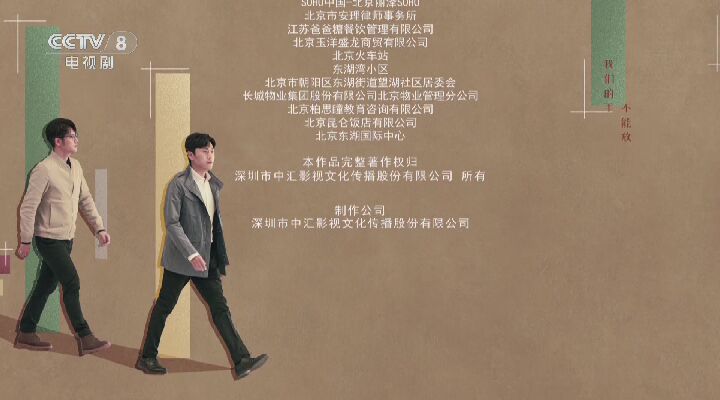 CCTV 8
电视剧
SOHO中国-北京丽泽SOHO
北京市安理律师事务所
江苏爸爸糖餐饮管理有限公司
北京玉洋盛龙商贸有限公司
北京火车站
东湖湾小区
北京市朝阳区东湖街道望湖社区居委会
长城物业集团股份有限公司北京物业管理分公司
北京柏思瞳教育咨询有限公司
北京昆仑饭店有限公司
北京东湖国际中心
本作品完整著作权归
深圳市中汇影视文化传播股份有限公司 所有
制作公司
深圳市中汇影视文化传播股份有限公司
我们的
不能放